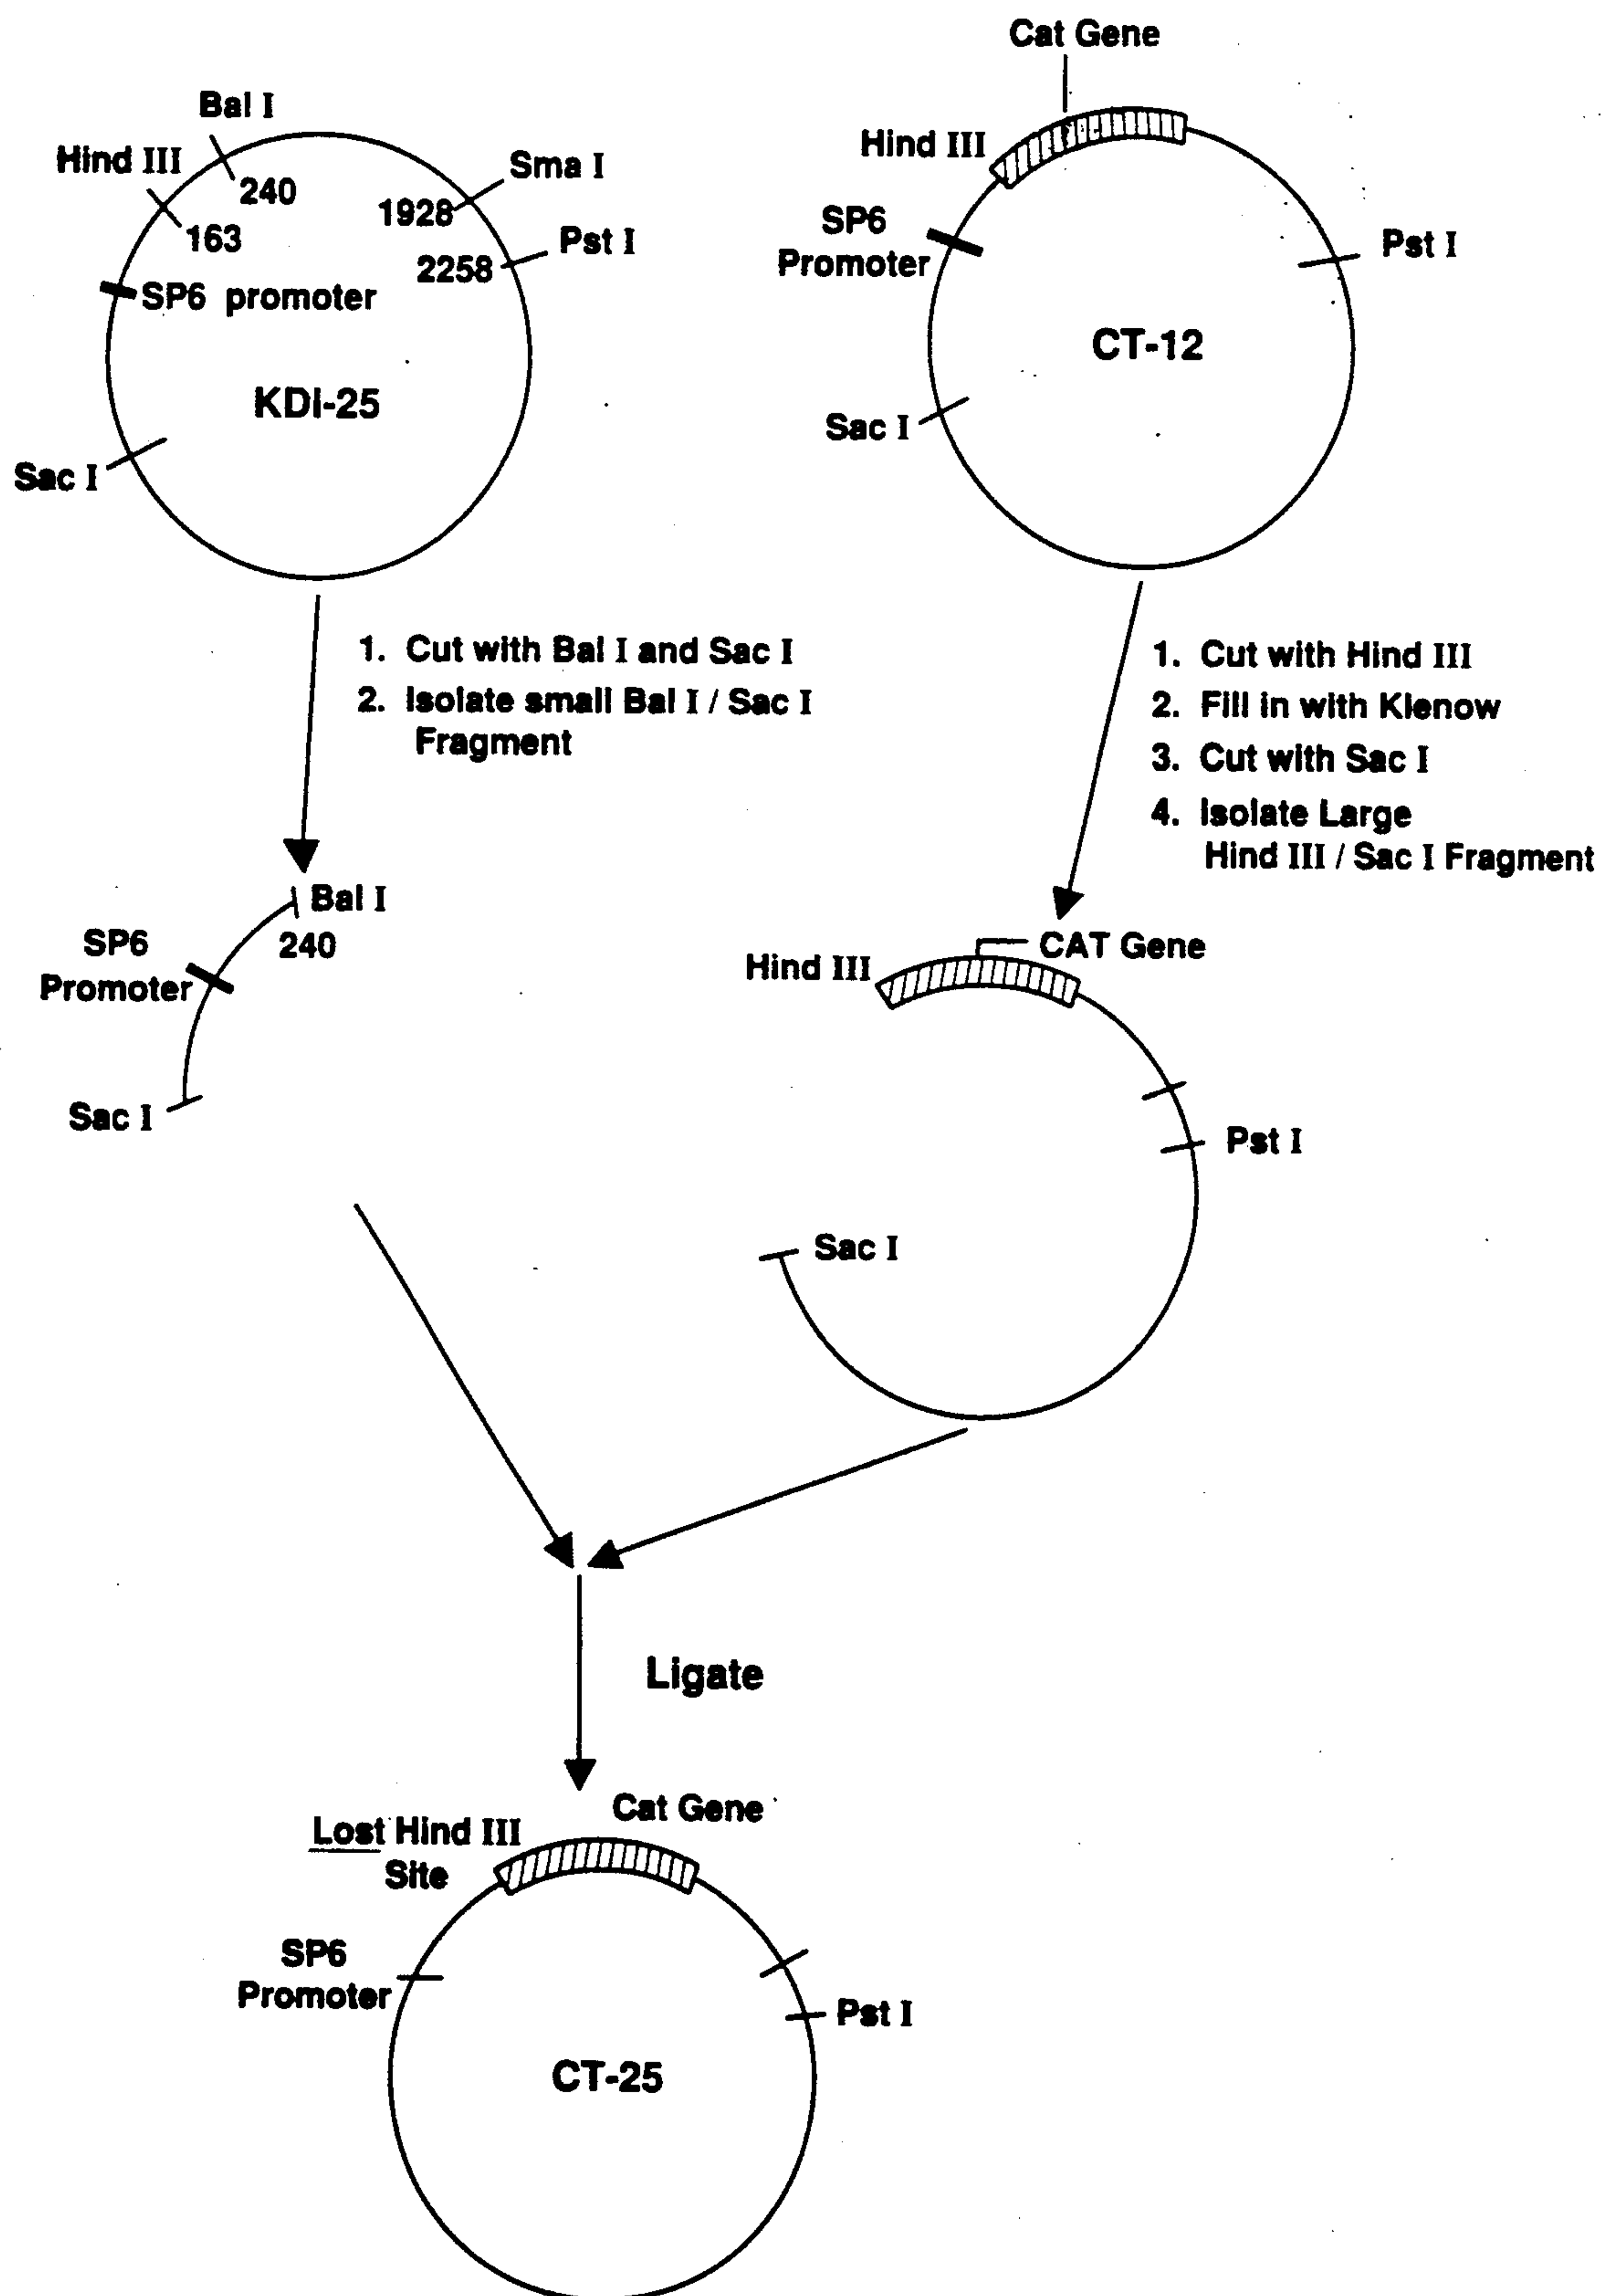 Bal I
Hind III
240
163
Sma I
1928
Pst I
2258
SP6 promoter
KDI-25
Sac I
Cat Gene
Hind III
SP6
Promoter
Pst I
CT-12
Sac I
1. Cut with Bal I and Sac I
2. Isolate small Bal I / Sac I
Fragment
1. Cut with Hind III
2. Fill in with Klenow
3. Cut with Sac I
4. Isolate Large
Hind III / Sac I Fragment
Bal I
240
SP6
Promoter
Sac I
CAT Gene
Hind III
Pst I
Sac I
Ligate
Cat Gene
Lost Hind III
Site
SP6
Promoter
Pst I
CT-25